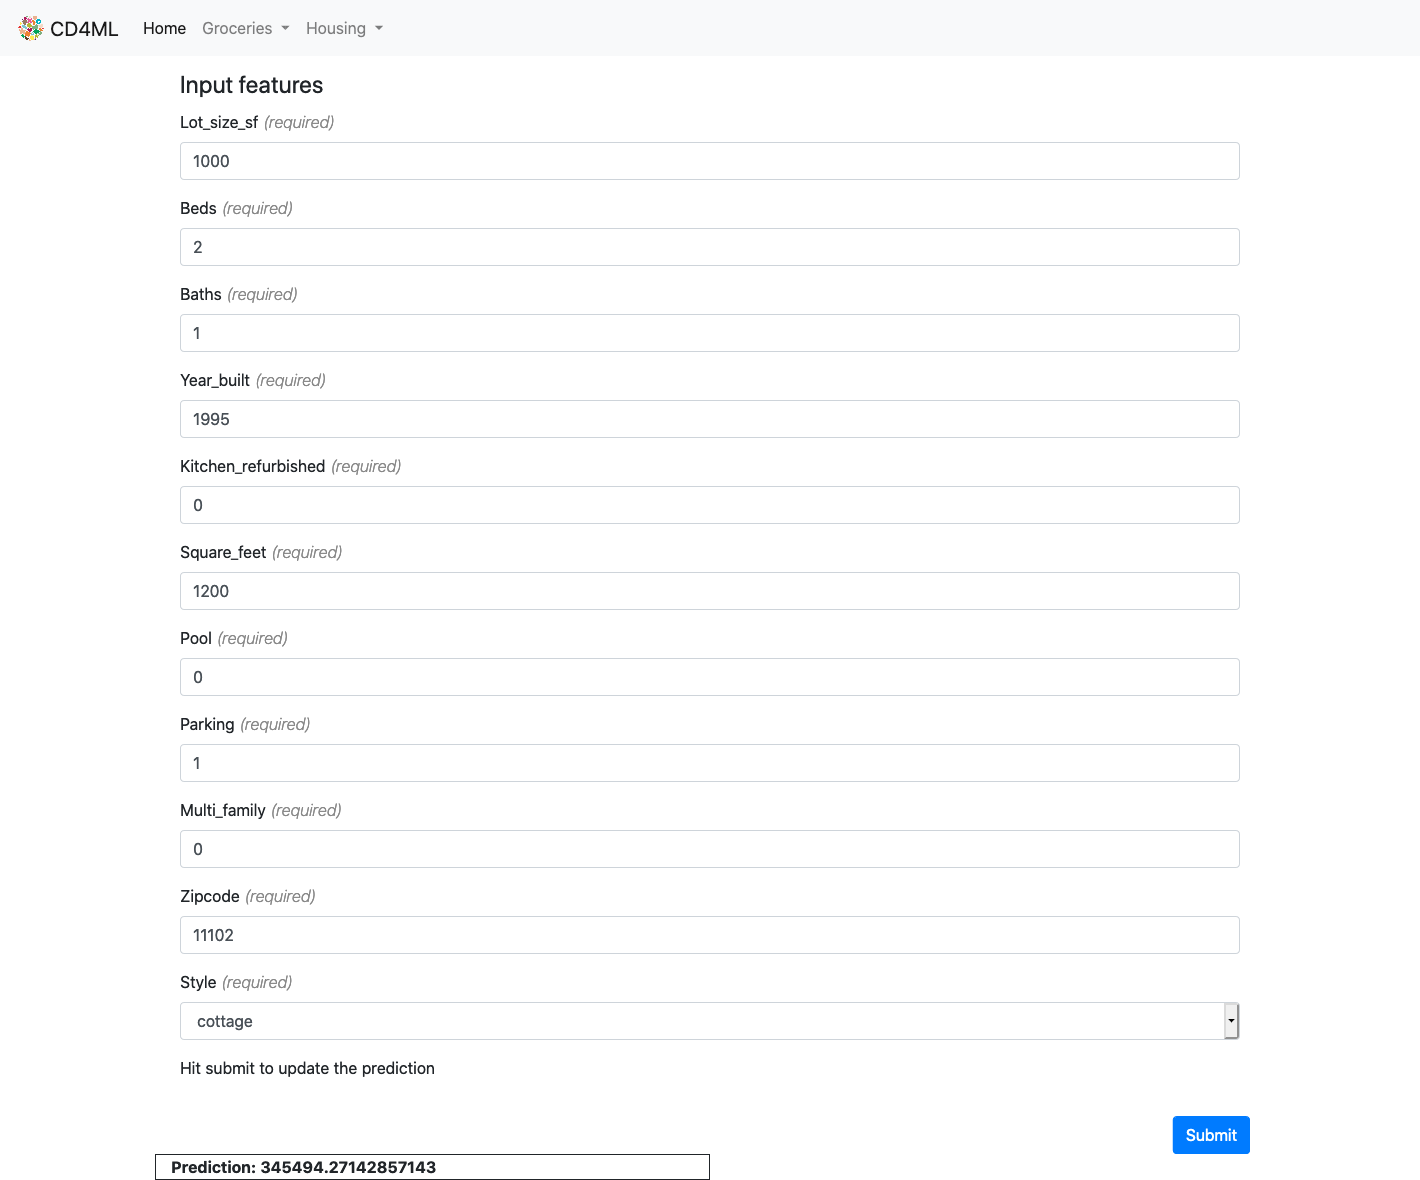 CD4ML Home Groceries Housing
Input features
Lot_size_sf (required)
1000
Beds (required)
2
Baths (required)
1
Year_built (required)
1995
Kitchen_refurbished (required)
0
Square_feet (required)
1200
Pool (required)
0
Parking (required)
1
Multi_family (required)
0
Zipcode (required)
11102
Style (required)
cottage
Hit submit to update the prediction
Submit
Prediction: 345494.27142857143